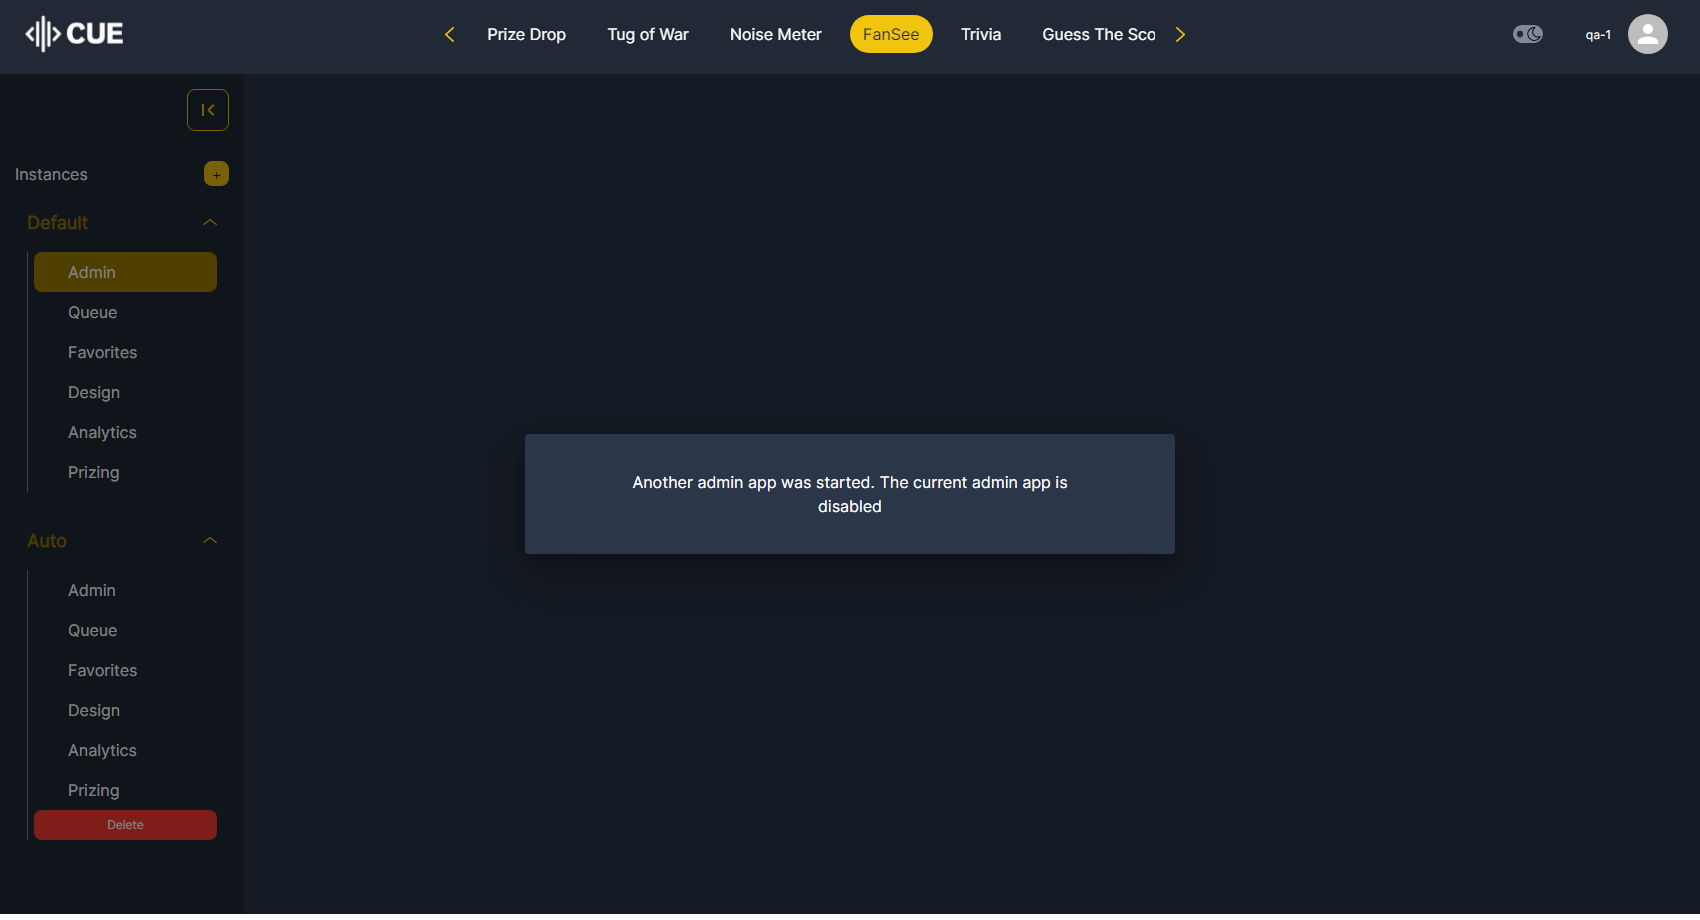 CUE
Prize Drop
Tug of War
Noise Meter
FanSee
Trivia
Guess The Sco
qa-1
Instances
+
Default
Admin
Queue
Favorites
Design
Analytics
Prizing
Auto
Admin
Queue
Favorites
Design
Analytics
Prizing
Delete
Another admin app was started. The current admin app is
disabled